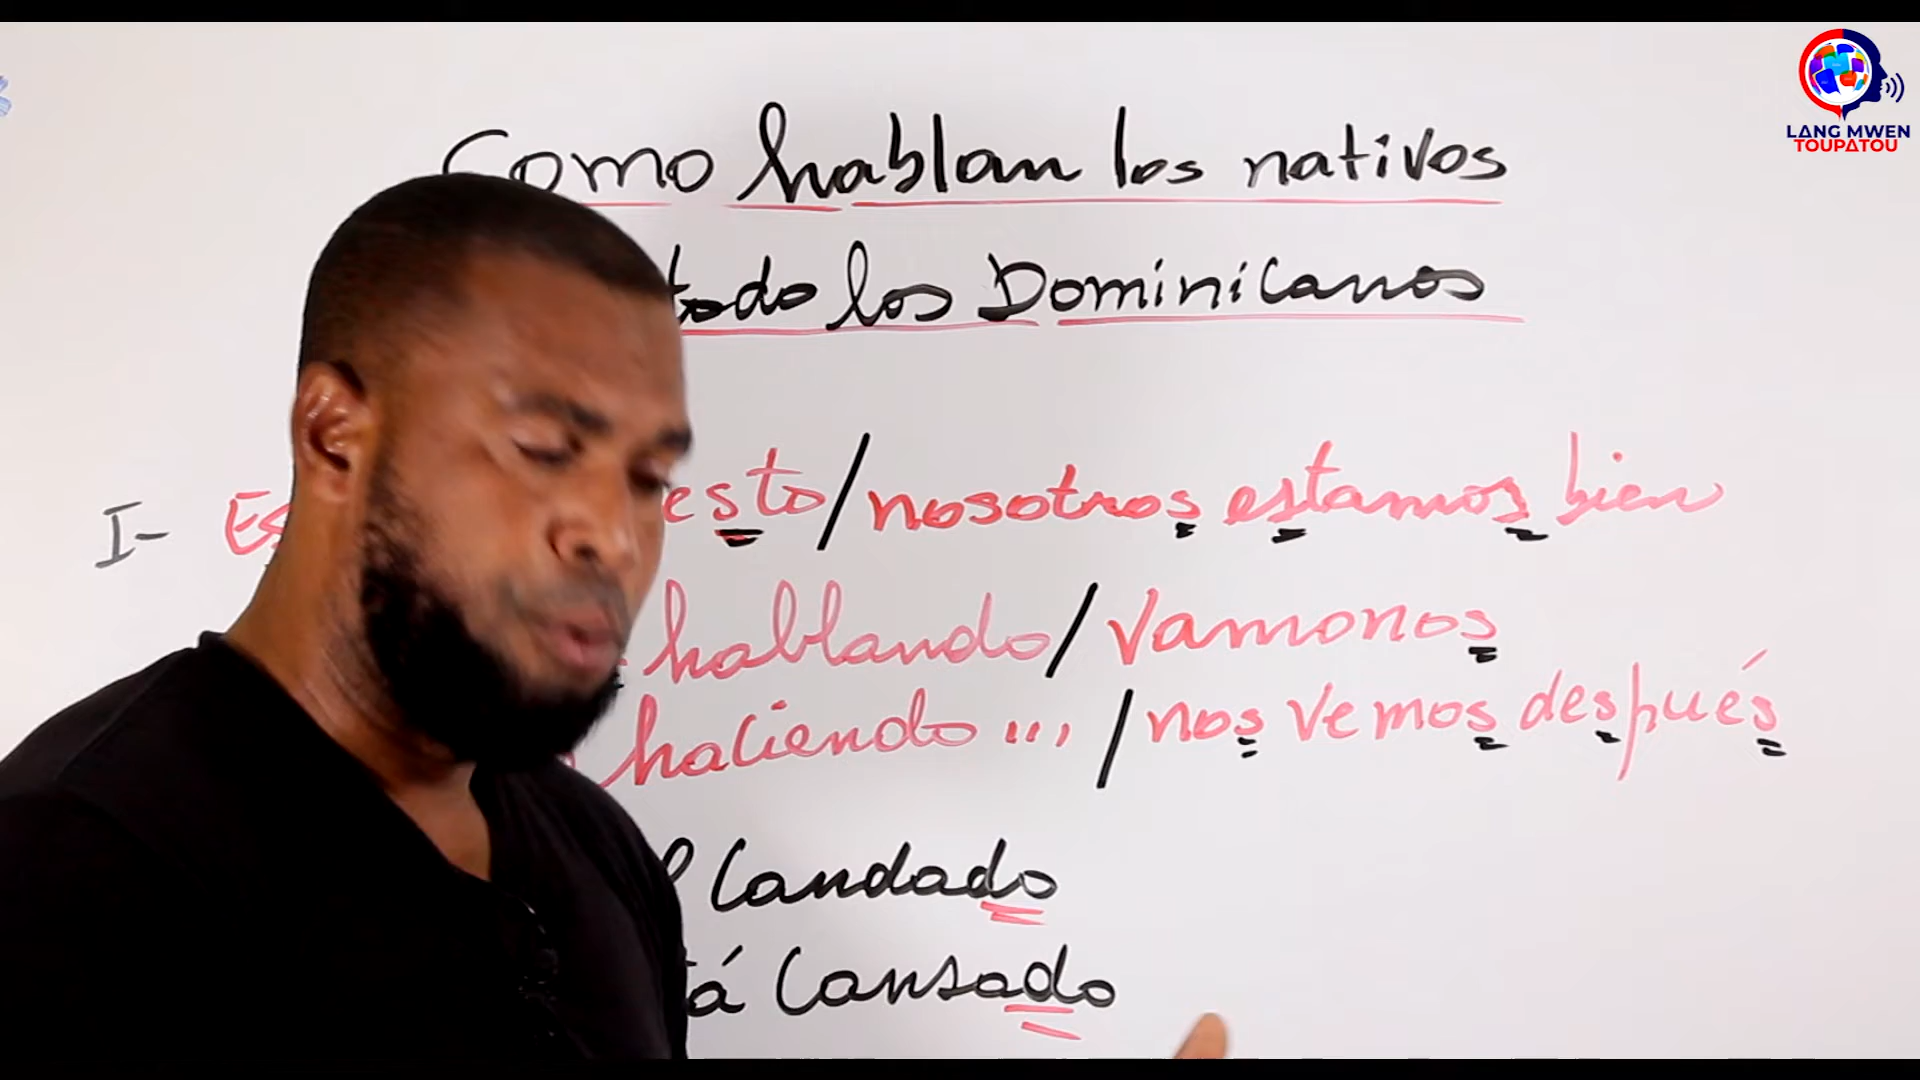 LANG MWEN
TOUPATOU
Como hablan los nativos
todo los Dominicanos
I- esto / nosotros estamos bien
hablando / vamonos
haciendo ... / nos vemos después
candado
cansado